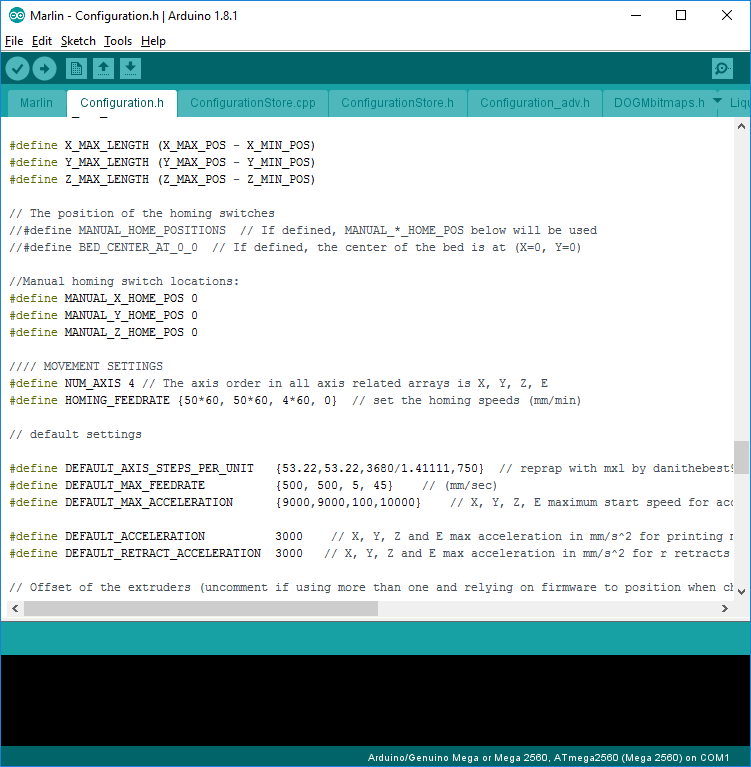 Marlin - Configuration.h | Arduino 1.8.1
File Edit Sketch Tools Help
Marlin Configuration.h ConfigurationStore.cpp ConfigurationStore.h Configuration_adv.h DOGMbitmaps.h Liqu
#define X_MAX_LENGTH (X_MAX_POS - X_MIN_POS)
#define Y_MAX_LENGTH (Y_MAX_POS - Y_MIN_POS)
#define Z_MAX_LENGTH (Z_MAX_POS - Z_MIN_POS)
// The position of the homing switches
//#define MANUAL_HOME_POSITIONS  // If defined, MANUAL_*_HOME_POS below will be used
//#define BED_CENTER_AT_0_0  // If defined, the center of the bed is at (X=0, Y=0)
//Manual homing switch locations:
#define MANUAL_X_HOME_POS 0
#define MANUAL_Y_HOME_POS 0
#define MANUAL_Z_HOME_POS 0
//// MOVEMENT SETTINGS
#define NUM_AXIS 4 // The axis order in all axis related arrays is X, Y, Z, E
#define HOMING_FEEDRATE {50*60, 50*60, 4*60, 0}  // set the homing speeds (mm/min)
// default settings
#define DEFAULT_AXIS_STEPS_PER_UNIT   {53.22,53.22,3680/1.41111,750}  // reprap with mxl by danithebest9
#define DEFAULT_MAX_FEEDRATE          {500, 500, 5, 45}    // (mm/sec)
#define DEFAULT_MAX_ACCELERATION      {9000,9000,100,10000}    // X, Y, Z, E maximum start speed for acc
#define DEFAULT_ACCELERATION          3000    // X, Y, Z and E max acceleration in mm/s^2 for printing m
#define DEFAULT_RETRACT_ACCELERATION  3000   // X, Y, Z and E max acceleration in mm/s^2 for r retracts
// Offset of the extruders (uncomment if using more than one and relying on firmware to position when ch
Arduino/Genuino Mega or Mega 2560, ATmega2560 (Mega 2560) on COM1